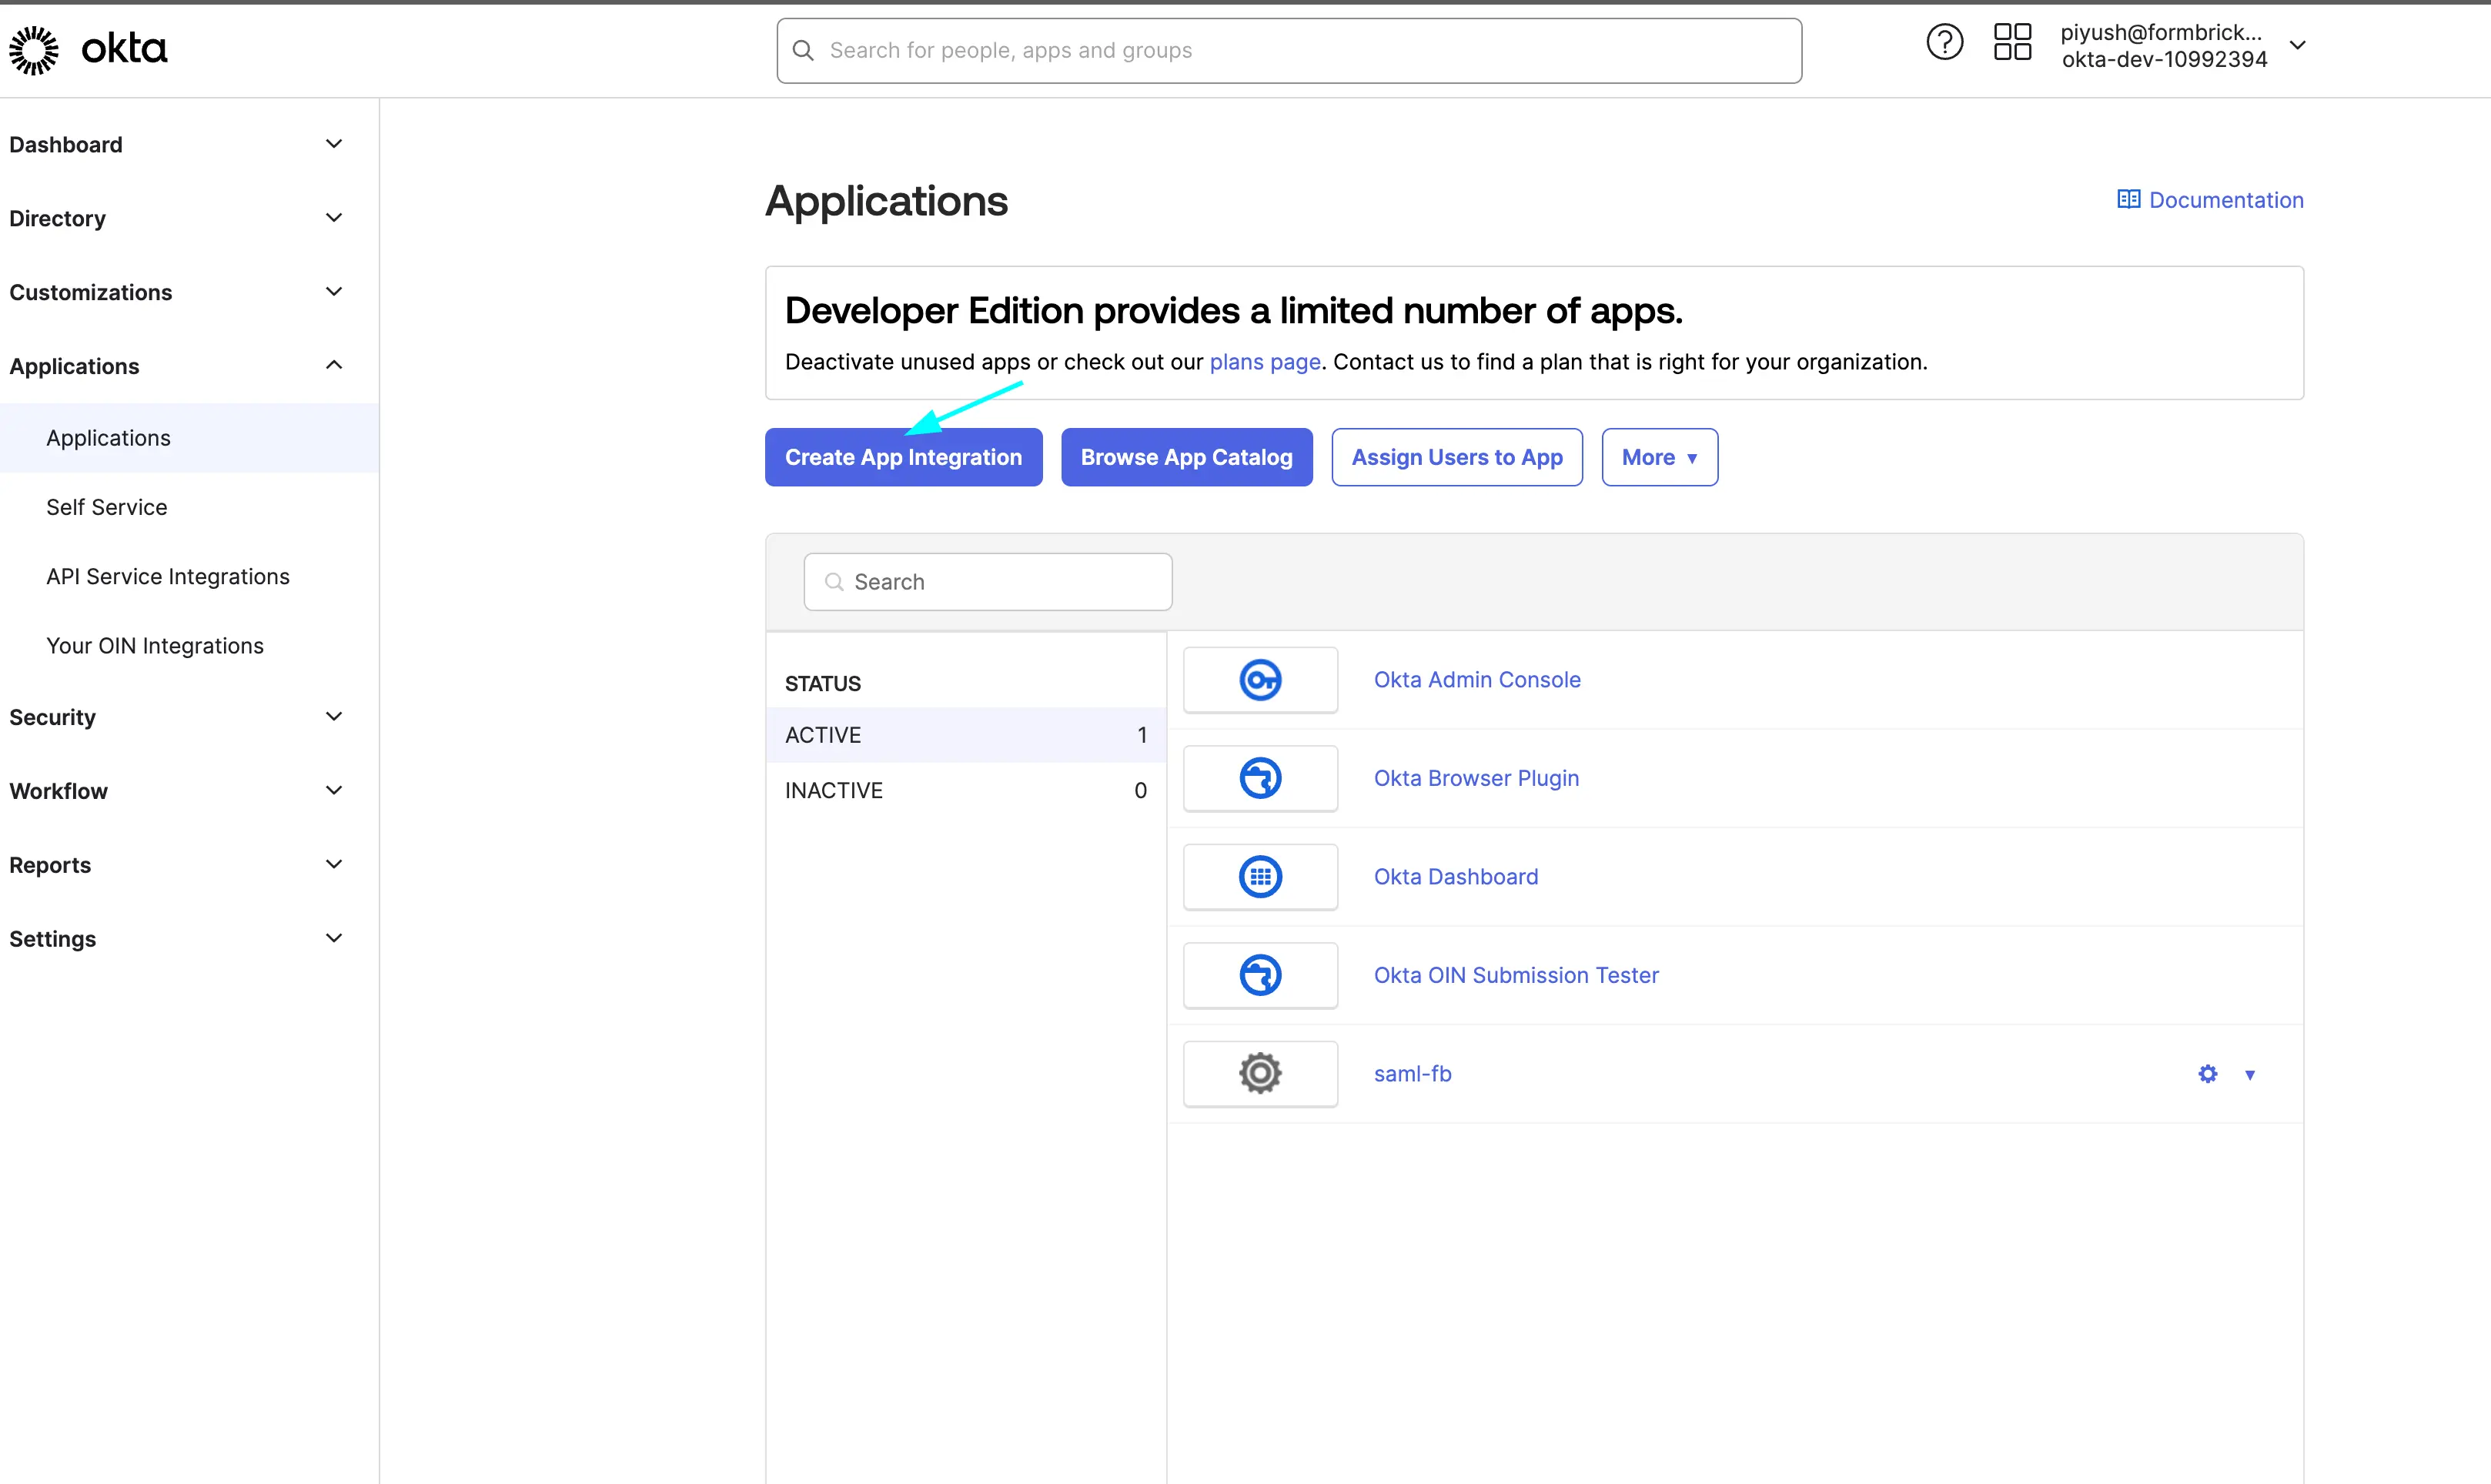 okta
Search for people, apps and groups
piyush@formbrick...
okta-dev-10992394
Dashboard
Directory
Customizations
Applications
Applications
Self Service
API Service Integrations
Your OIN Integrations
Security
Workflow
Reports
Settings
Applications
Documentation
Developer Edition provides a limited number of apps.
Deactivate unused apps or check out our plans page. Contact us to find a plan that is right for your organization.
Create App Integration
Browse App Catalog
Assign Users to App
More
Search
STATUS
ACTIVE 1
INACTIVE 0
Okta Admin Console
Okta Browser Plugin
Okta Dashboard
Okta OIN Submission Tester
saml-fb